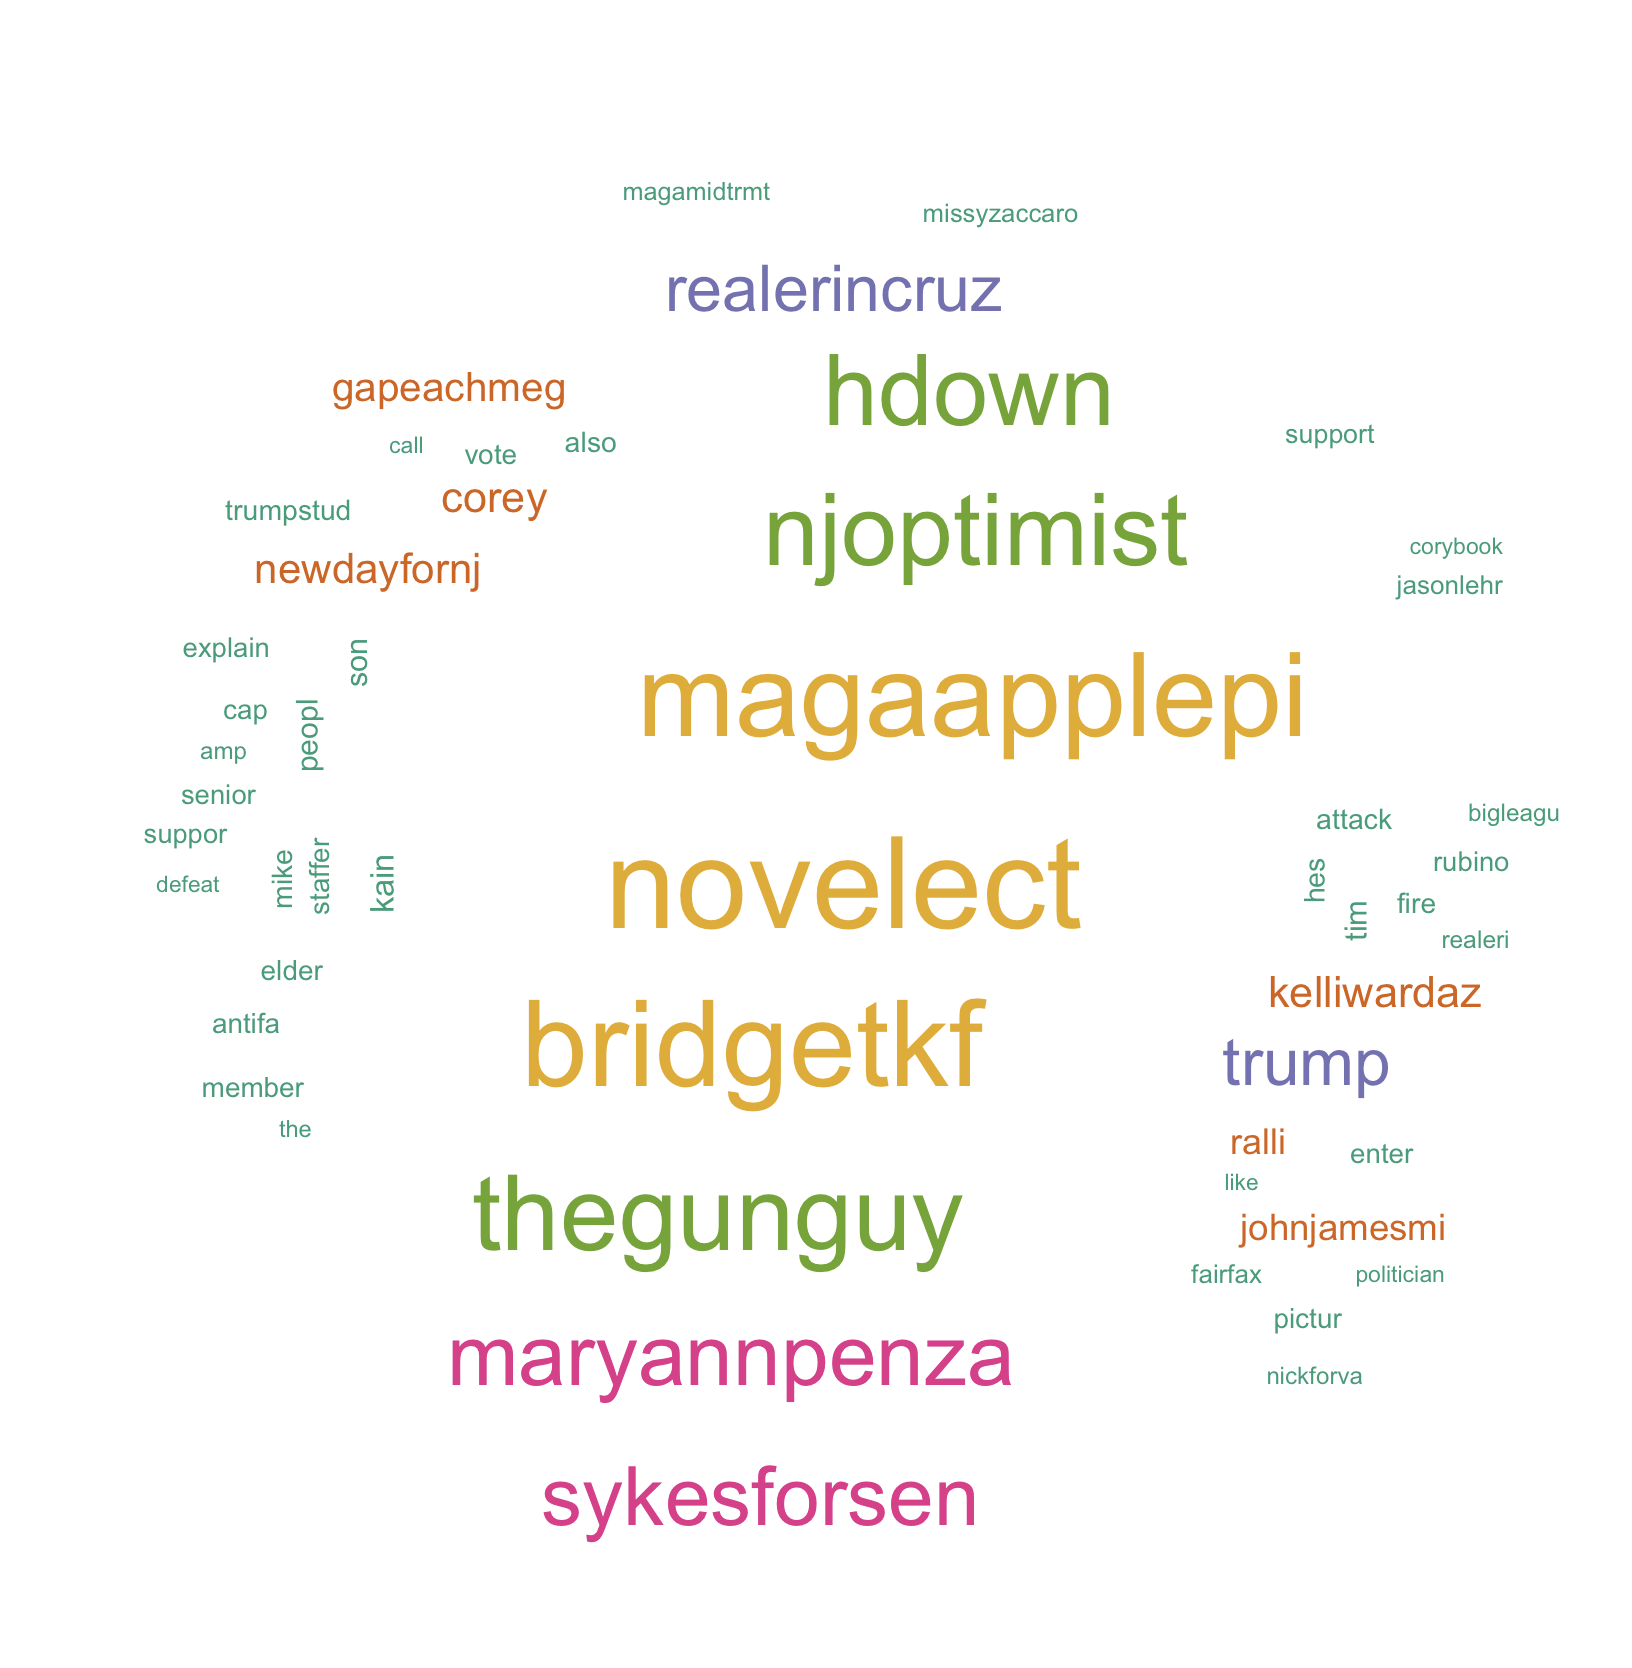 magamidtrmt
missyzaccaro
realerincruz
hdown
gapeachmeg
call
vote
also
support
corey
trumpstud
njoptimist
corybook
newdayfornj
jasonlehr
explain
son
cap
peopl
magaapplepi
amp
senior
suppor
attack
bigleagu
defeat
mike
staffer
kain
novelect
hes
rubino
tim
fire
realeri
elder
kelliwardaz
antifa
bridgetkf
trump
member
the
ralli
enter
like
thegunguy
johnjamesmi
fairfax
politician
pictur
maryannpenza
nickforva
sykesforsen